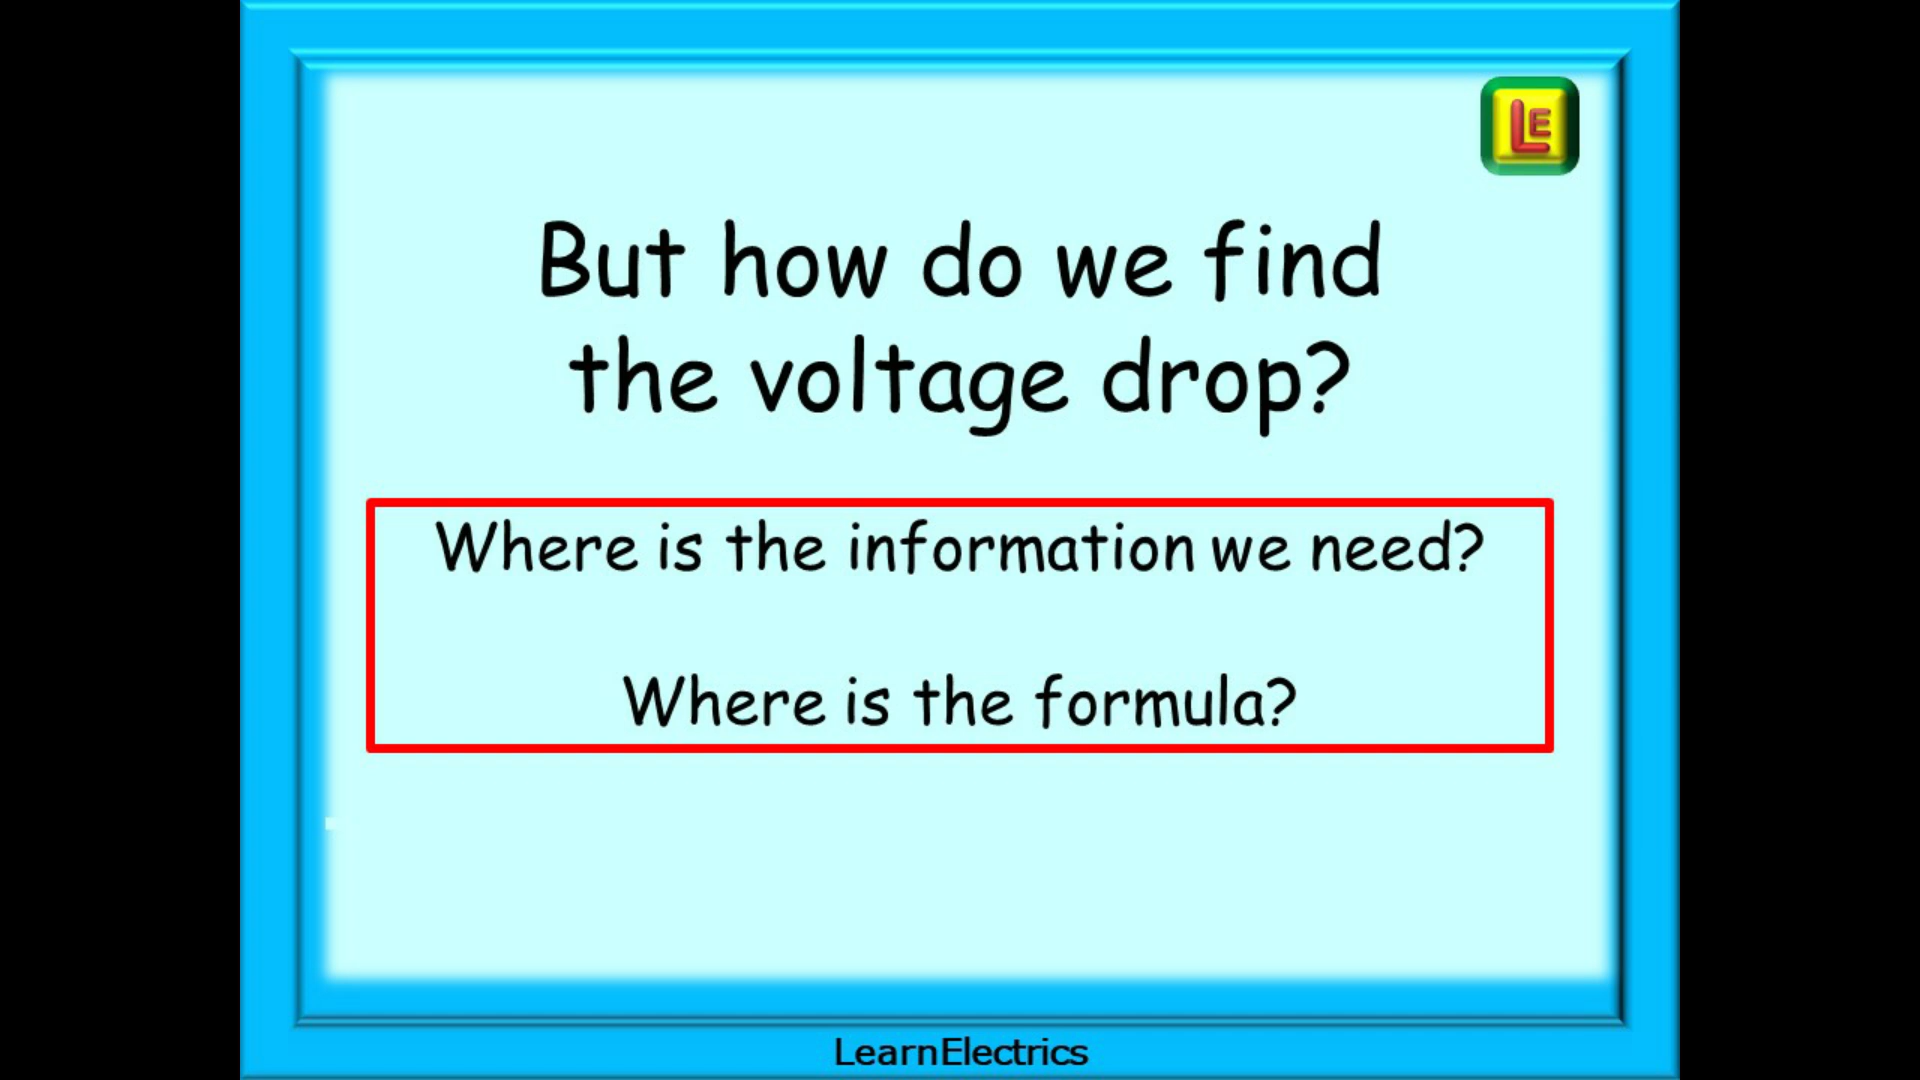 LE
But how do we find
the voltage drop?
Where is the information we need?
Where is the formula?
LearnElectrics